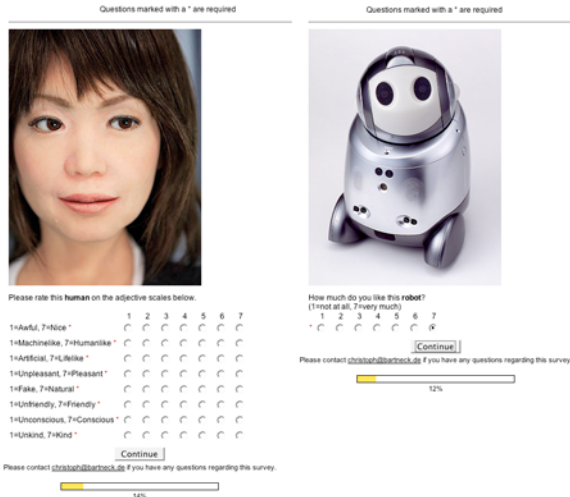 Questions marked with a * are required
Please rate this human on the adjective scales below.
1 2 3 4 5 6 7
1=Awful, 7=Nice *
1=Machinelike, 7=Humanlike *
1=Artificial, 7=Lifelike *
1=Unpleasant, 7=Pleasant *
1=Fake, 7=Natural *
1=Unfriendly, 7=Friendly *
1=Unconscious, 7=Conscious *
1=Unkind, 7=Kind *
Continue
Please contact christoph@bartneck.de if you have any questions regarding this survey.
14%
Questions marked with a * are required
How much do you like this robot?
(1=not at all, 7=very much)
1 2 3 4 5 6 7
*
Continue
Please contact christoph@bartneck.de if you have any questions regarding this survey
12%